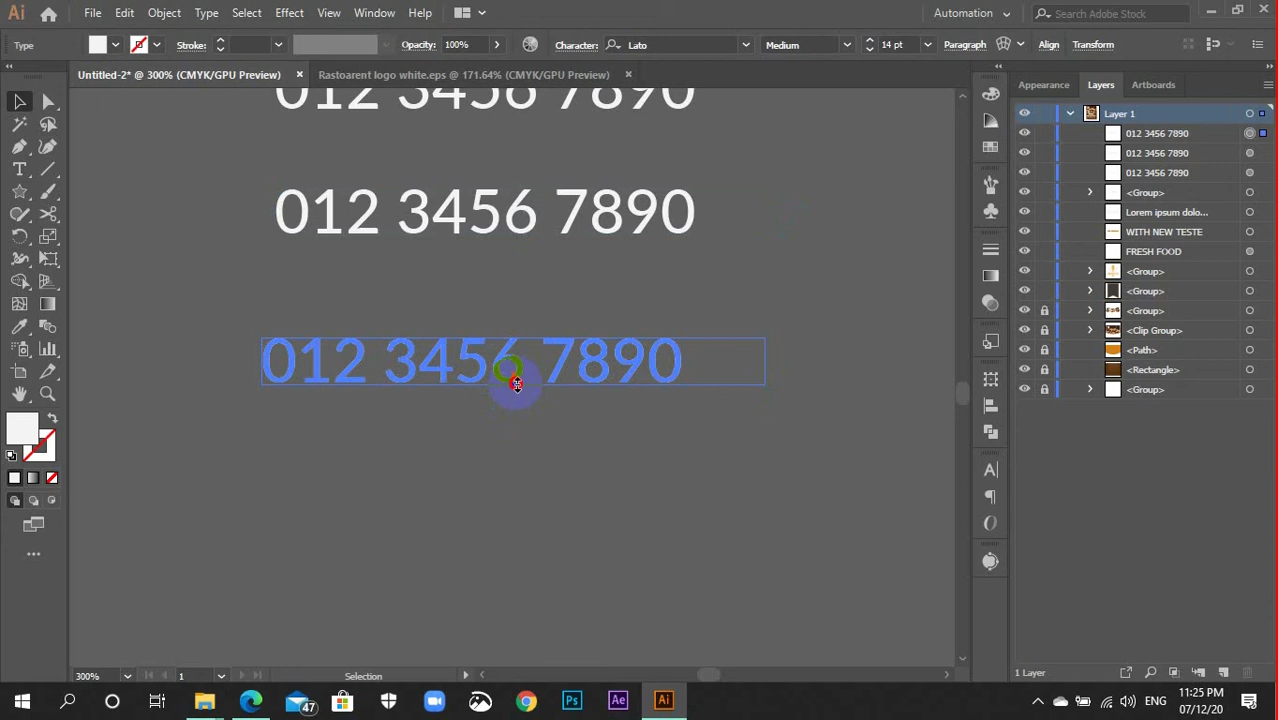 Ai File Edit Object Type Select Effect View Window Help Automation Search Adobe Stock
Type Stroke: Opacity: 100% Character: Lato Medium 14 pt Paragraph Align Transform
Untitled-2* @ 300% (CMYK/GPU Preview) × Rastoarent logo white.eps @ 171.64% (CMYK/GPU Preview) ×
Appearance Layers Artboards
012 3456 7890
012 3456 7890
012 3456 7890
Layer 1
012 3456 7890
012 3456 7890
012 3456 7890
<Group>
Lorem ipsum dolo...
WITH NEW TESTE
FRESH FOOD
<Group>
<Group>
<Group>
<Clip Group>
<Path>
<Rectangle>
<Group>
300% 1 Selection
1 Layer
47 Ps Ae Ai ENG
11:25 PM
07/12/20